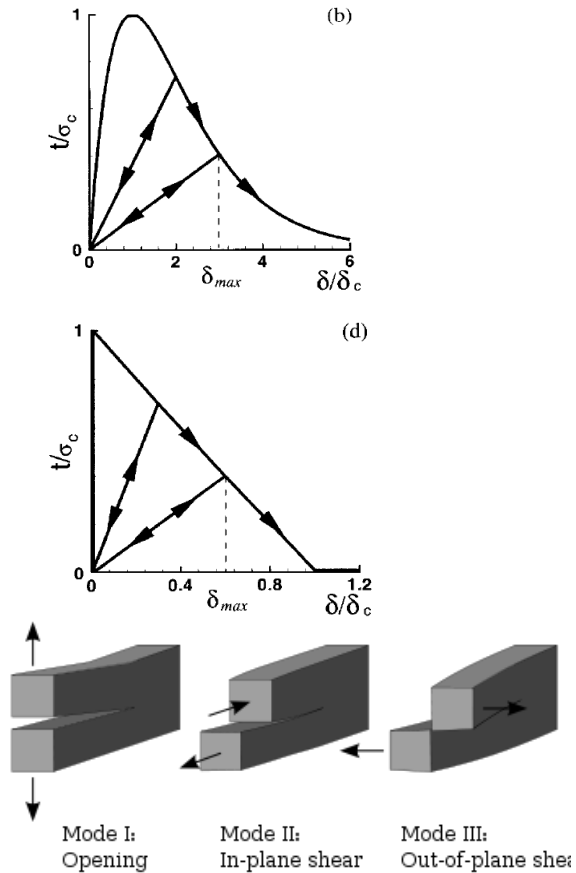 (b)
1
t/σc
0
0 2 4 6
δmax δ/δc
(d)
1
t/σc
0
0 0.4 0.8 1.2
δmax δ/δc
Mode I: Mode II: Mode III:
Opening In-plane shear Out-of-plane shea